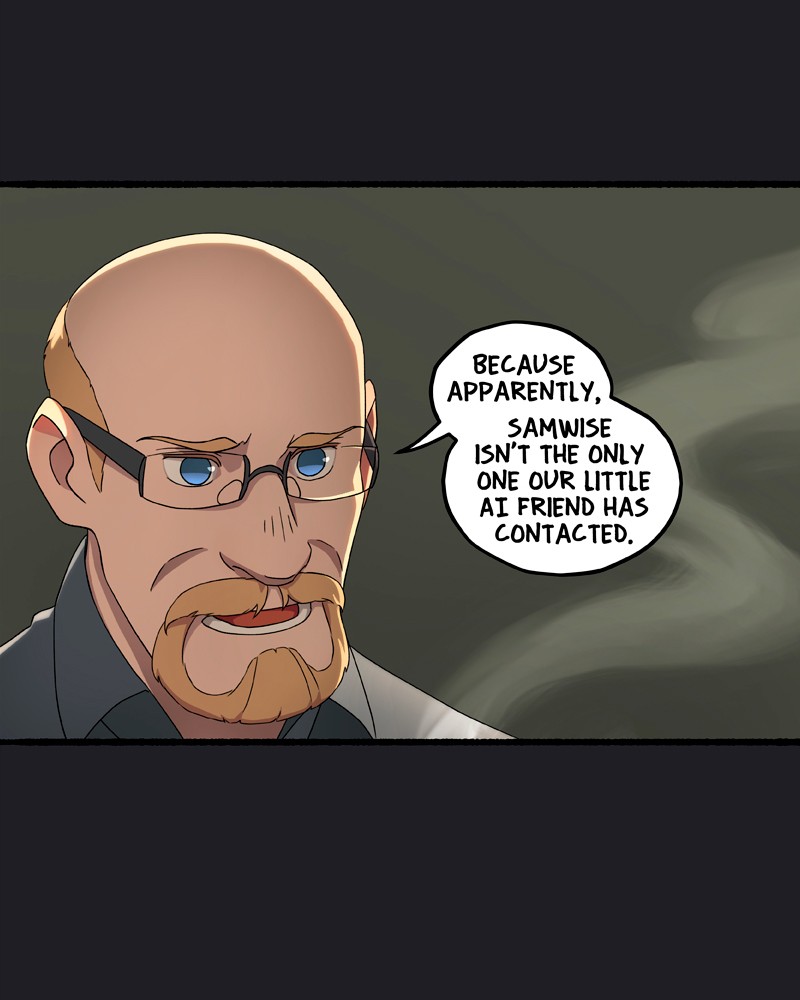 BECAUSE
APPARENTLY,
SAMWISE
ISN'T THE ONLY
ONE OUR LITTLE
AI FRIEND HAS
CONTACTED.